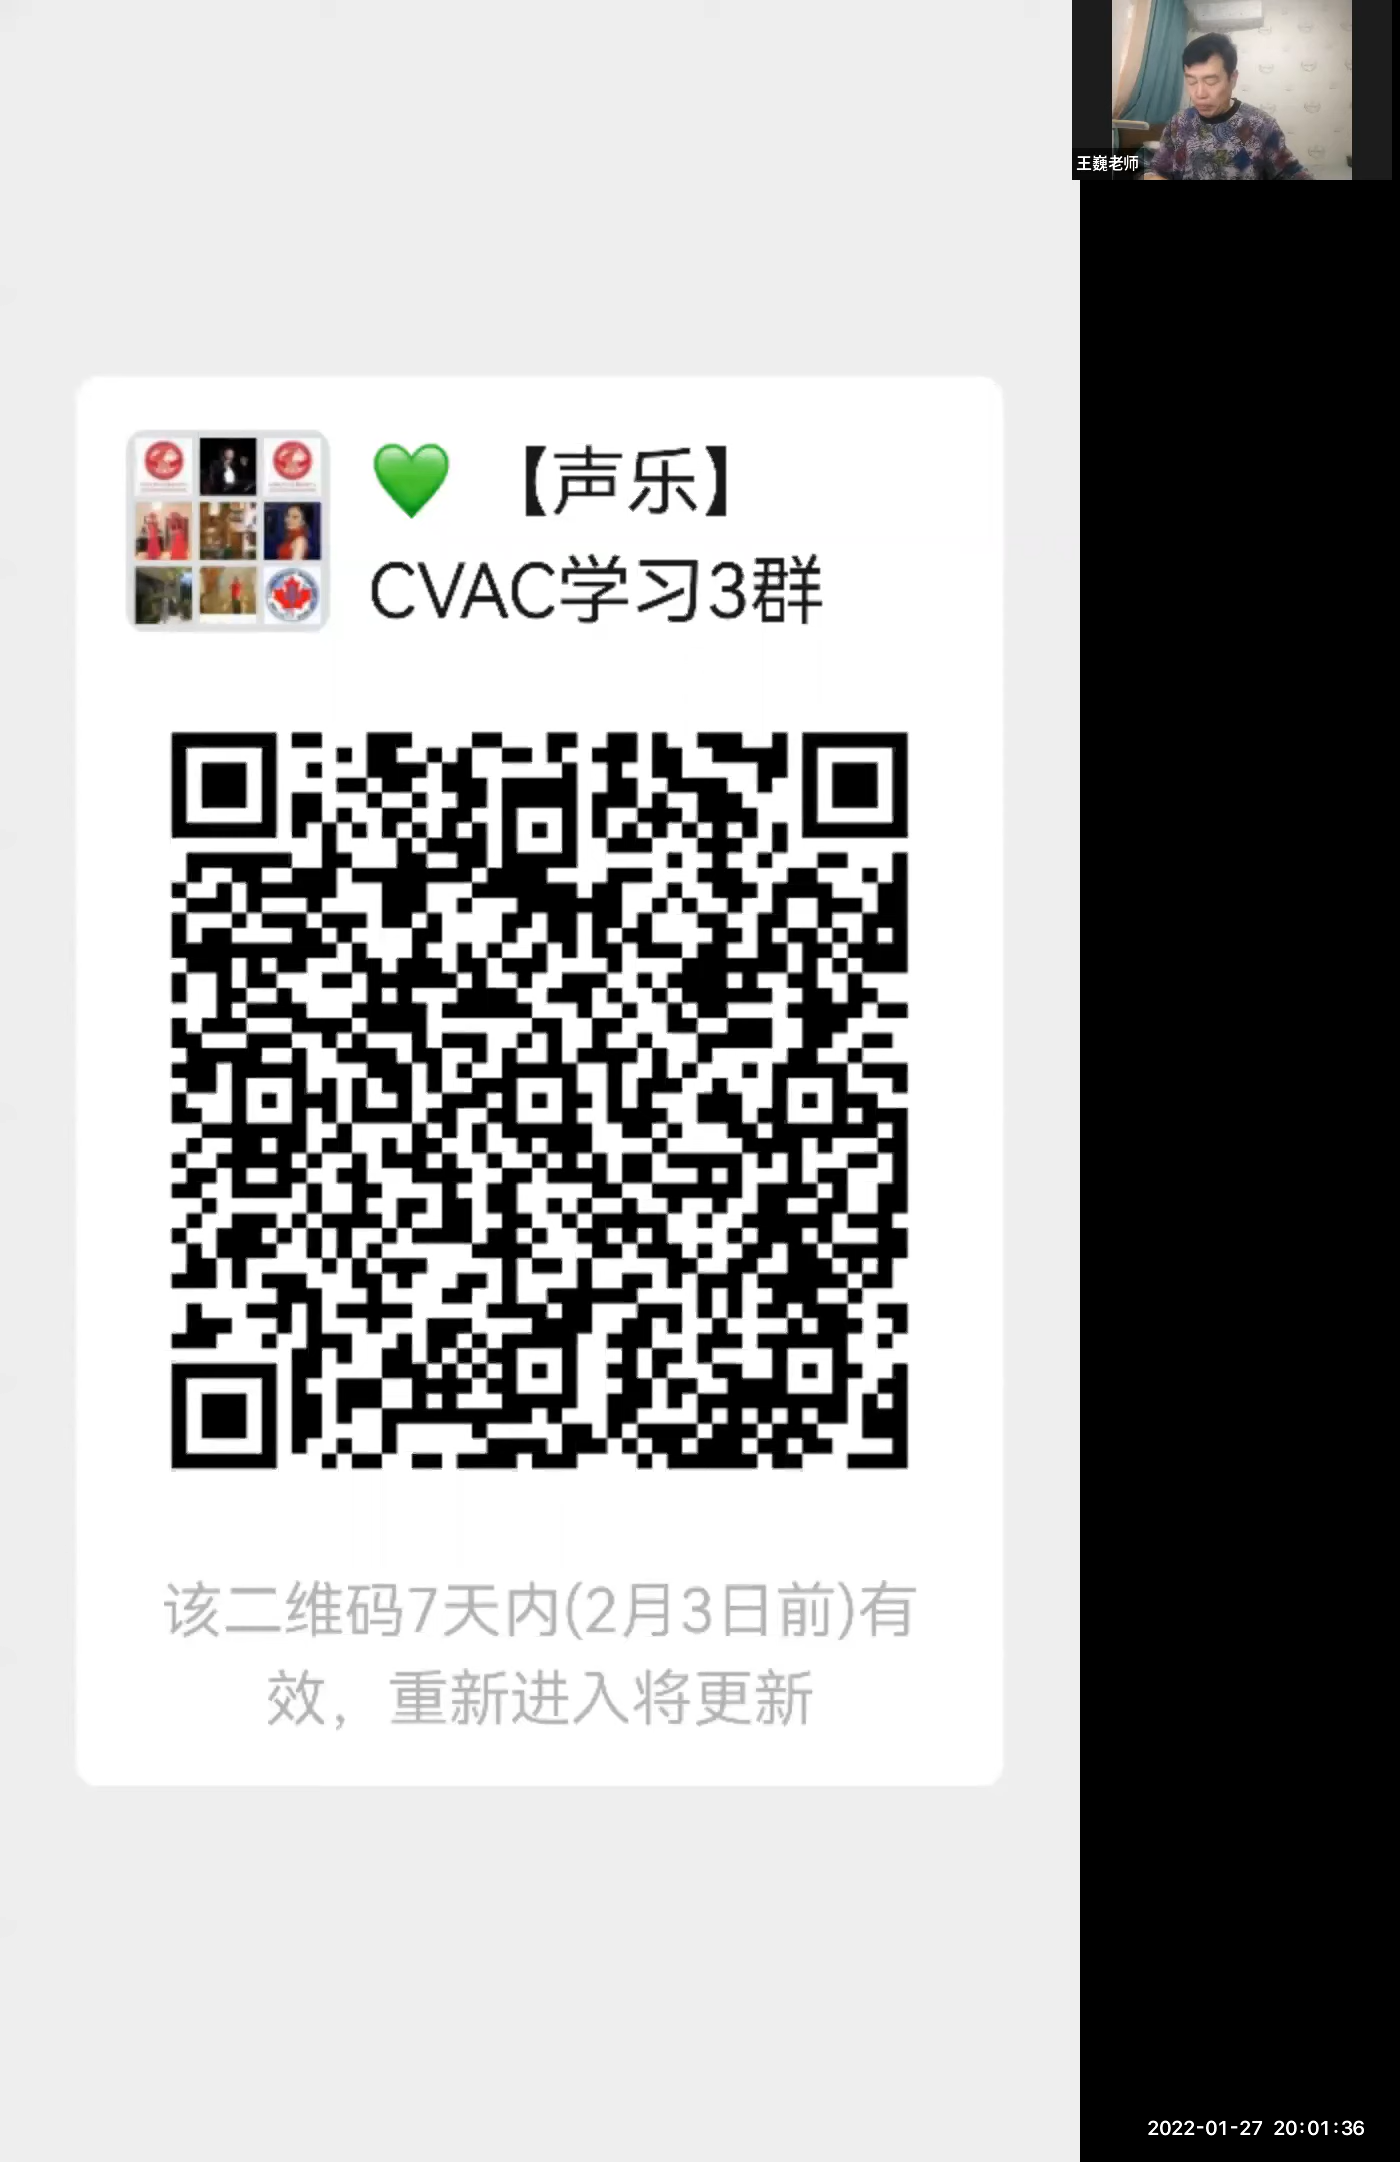 王巍老师
💚 【声乐】
CVAC学习3群
该二维码7天内(2月3日前)有
效，重新进入将更新
2022-01-27 20:01:36